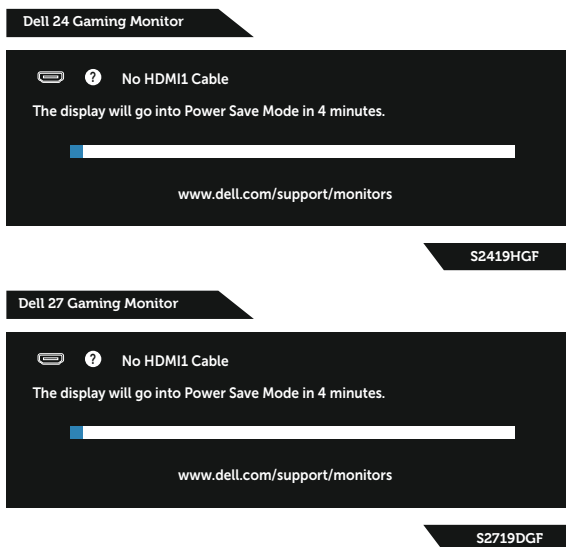 Dell 24 Gaming Monitor
? No HDMI1 Cable
The display will go into Power Save Mode in 4 minutes.
www.dell.com/support/monitors
S2419HGF
Dell 27 Gaming Monitor
? No HDMI1 Cable
The display will go into Power Save Mode in 4 minutes.
www.dell.com/support/monitors
S2719DGF